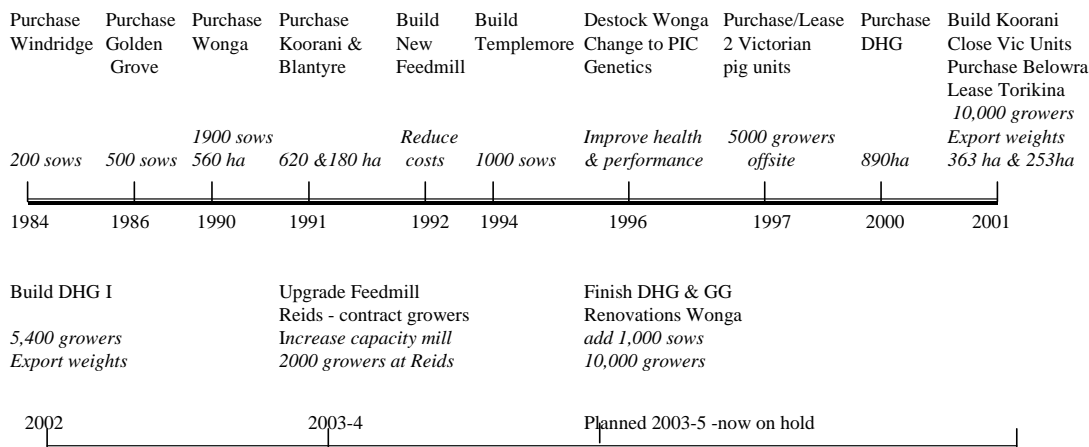 Purchase Purchase Purchase Purchase Build Build Destock Wonga Purchase/Lease Purchase Build Koorani
Windridge Golden Wonga Koorani & New Templemore Change to PIC 2 Victorian DHG Close Vic Units
Grove Blantyre Feedmill Genetics pig units Purchase Belowra
Lease Torikina
10,000 growers
1900 sows Reduce Improve health 5000 growers Export weights
200 sows 500 sows 560 ha 620 &180 ha costs 1000 sows & performance offsite 890ha 363 ha & 253ha
1984 1986 1990 1991 1992 1994 1996 1997 2000 2001
Build DHG I Upgrade Feedmill Finish DHG & GG
Reids - contract growers Renovations Wonga
5,400 growers Increase capacity mill add 1,000 sows
Export weights 2000 growers at Reids 10,000 growers
2002 2003-4 Planned 2003-5 -now on hold